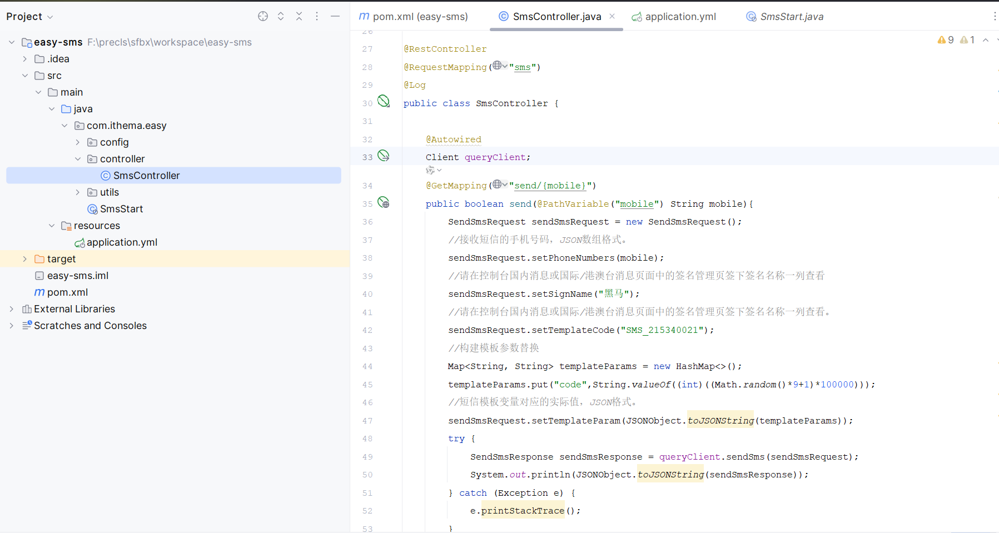 Project
easy-sms F:\precls\sfbx\workspace\easy-sms
.idea
src
main
java
com.ithema.easy
config
controller
SmsController
utils
SmsStart
resources
application.yml
target
easy-sms.iml
pom.xml
External Libraries
Scratches and Consoles
pom.xml (easy-sms) SmsController.java application.yml SmsStart.java
9 1
26
27 @RestController
28 @RequestMapping("sms")
29 @Log
30 public class SmsController {
31
32 @Autowired
33 Client queryClient;
34 @GetMapping("send/{mobile}")
35 public boolean send(@PathVariable("mobile") String mobile){
36 SendSmsRequest sendSmsRequest = new SendSmsRequest();
37 //接收短信的手机号码，JSON数组格式。
38 sendSmsRequest.setPhoneNumbers(mobile);
39 //请在控制台国内消息或国际/港澳台消息页面中的签名管理页签下签名名称一列查看
40 sendSmsRequest.setSignName("黑马");
41 //请在控制台国内消息或国际/港澳台消息页面中的签名管理页签下签名名称一列查看。
42 sendSmsRequest.setTemplateCode("SMS_215340021");
43 //构建模板参数替换
44 Map<String, String> templateParams = new HashMap<>();
45 templateParams.put("code",String.valueOf((int)((Math.random()*9+1)*100000)));
46 //短信模板变量对应的实际值，JSON格式。
47 sendSmsRequest.setTemplateParam(JSONObject.toJSONString(templateParams));
48 try {
49 SendSmsResponse sendSmsResponse = queryClient.sendSms(sendSmsRequest);
50 System.out.println(JSONObject.toJSONString(sendSmsResponse));
51 } catch (Exception e) {
52 e.printStackTrace();
53 }